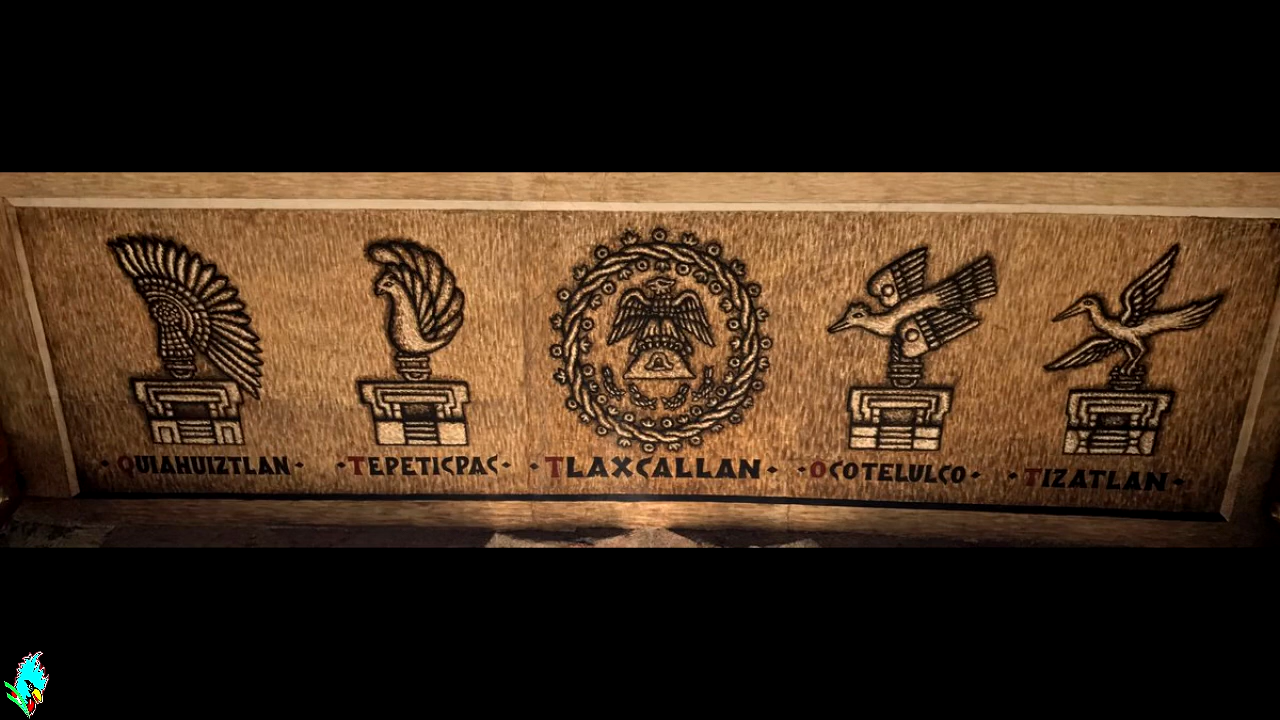 · QUIAHUIZTLAN · · TEPETICPAC · · TLAXCALLAN · · OCOTELULCO · · TIZATLAN ·